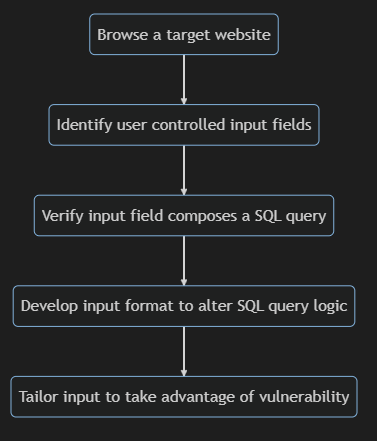 Browse a target website
Identify user controlled input fields
Verify input field composes a SQL query
Develop input format to alter SQL query logic
Tailor input to take advantage of vulnerability